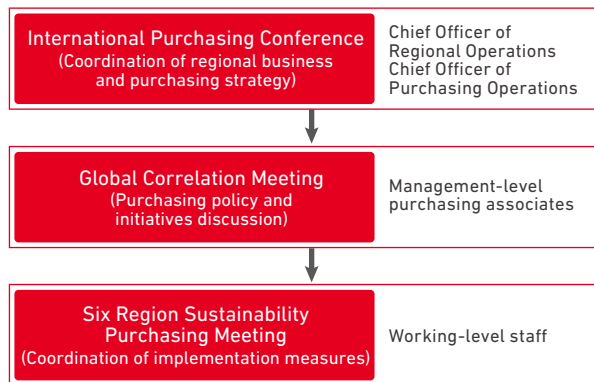 International Purchasing Conference
(Coordination of regional business
and purchasing strategy)
Chief Officer of
Regional Operations
Chief Officer of
Purchasing Operations
Global Correlation Meeting
(Purchasing policy and
initiatives discussion)
Management-level
purchasing associates
Six Region Sustainability
Purchasing Meeting
(Coordination of implementation measures)
Working-level staff